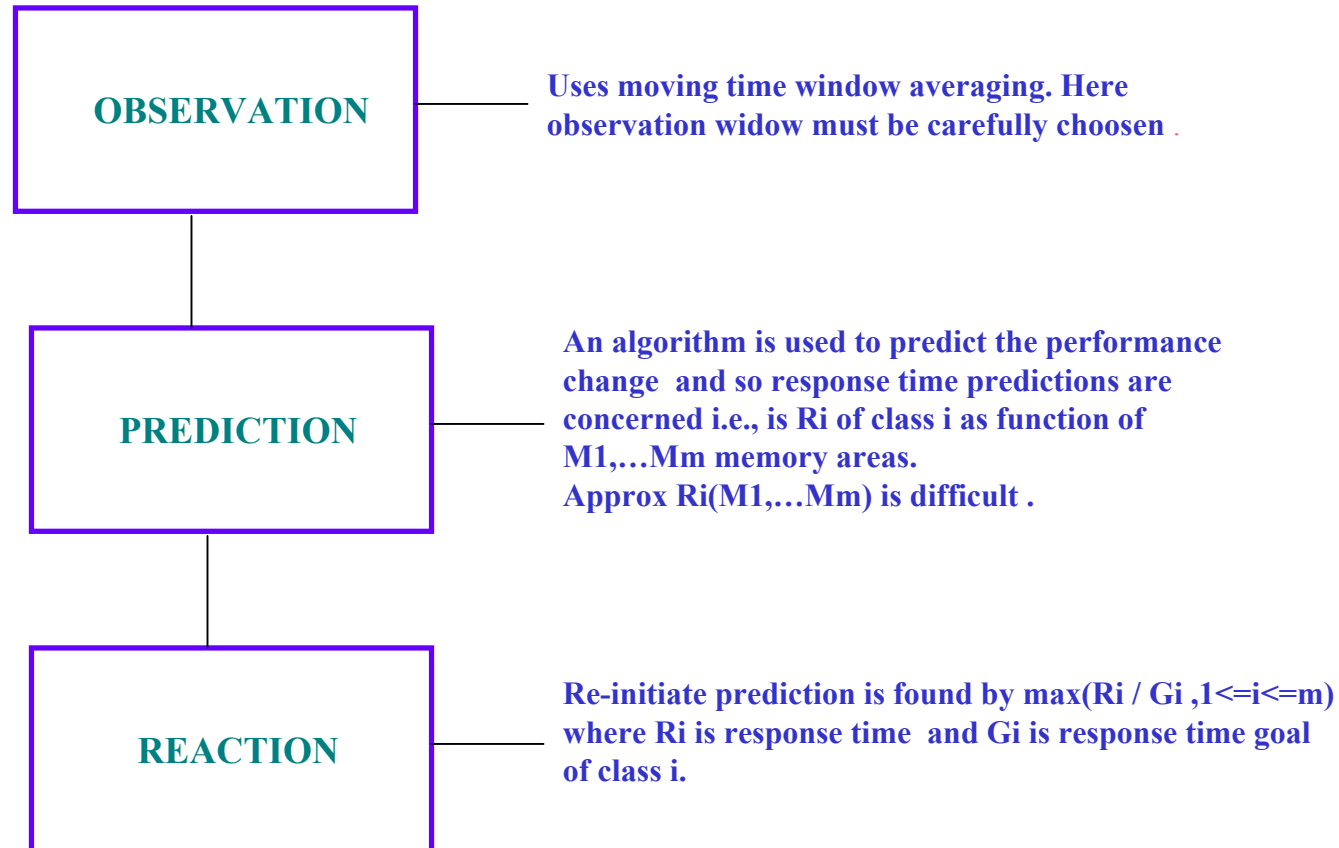 OBSERVATION
Uses moving time window averaging. Here
observation widow must be carefully choosen .
PREDICTION
An algorithm is used to predict the performance
change and so response time predictions are
concerned i.e., is Ri of class i as function of
M1,…Mm memory areas.
Approx Ri(M1,…Mm) is difficult .
REACTION
Re-initiate prediction is found by max(Ri / Gi ,1<=i<=m)
where Ri is response time and Gi is response time goal
of class i.